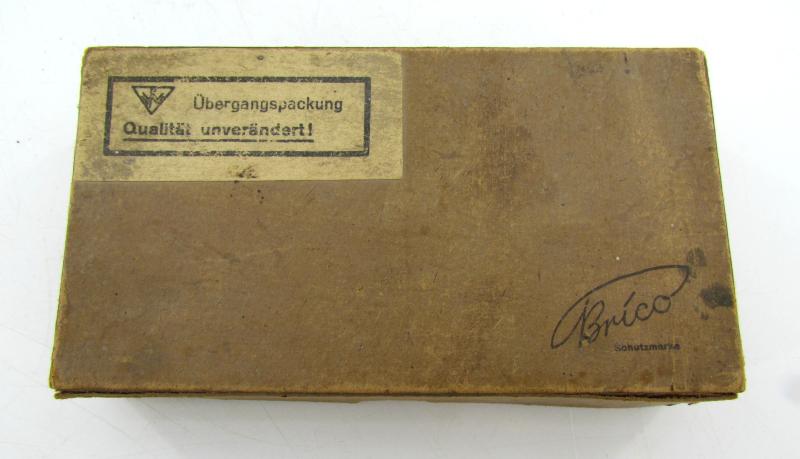 Übergangspackung
Qualität unverändert!
Brico
Schutzmarke